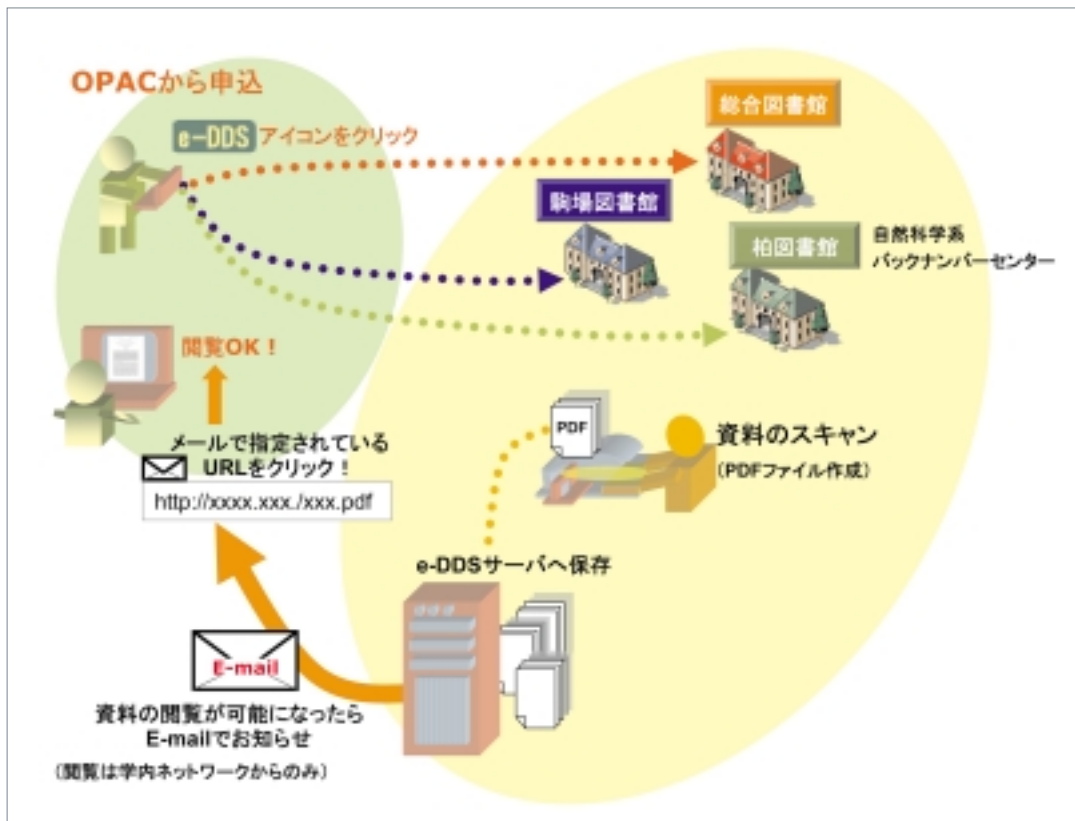 OPACから申込
e-DDS アイコンをクリック
総合図書館
駒場図書館
柏図書館
自然科学系
バックナンバーセンター
閲覧OK！
メールで指定されている
URLをクリック！
http://xxxx.xxx./xxx.pdf
PDF
資料のスキャン
（PDFファイル作成）
e-DDSサーバへ保存
E-mail
資料の閲覧が可能になったら
E-mailでお知らせ
（閲覧は学内ネットワークからのみ）